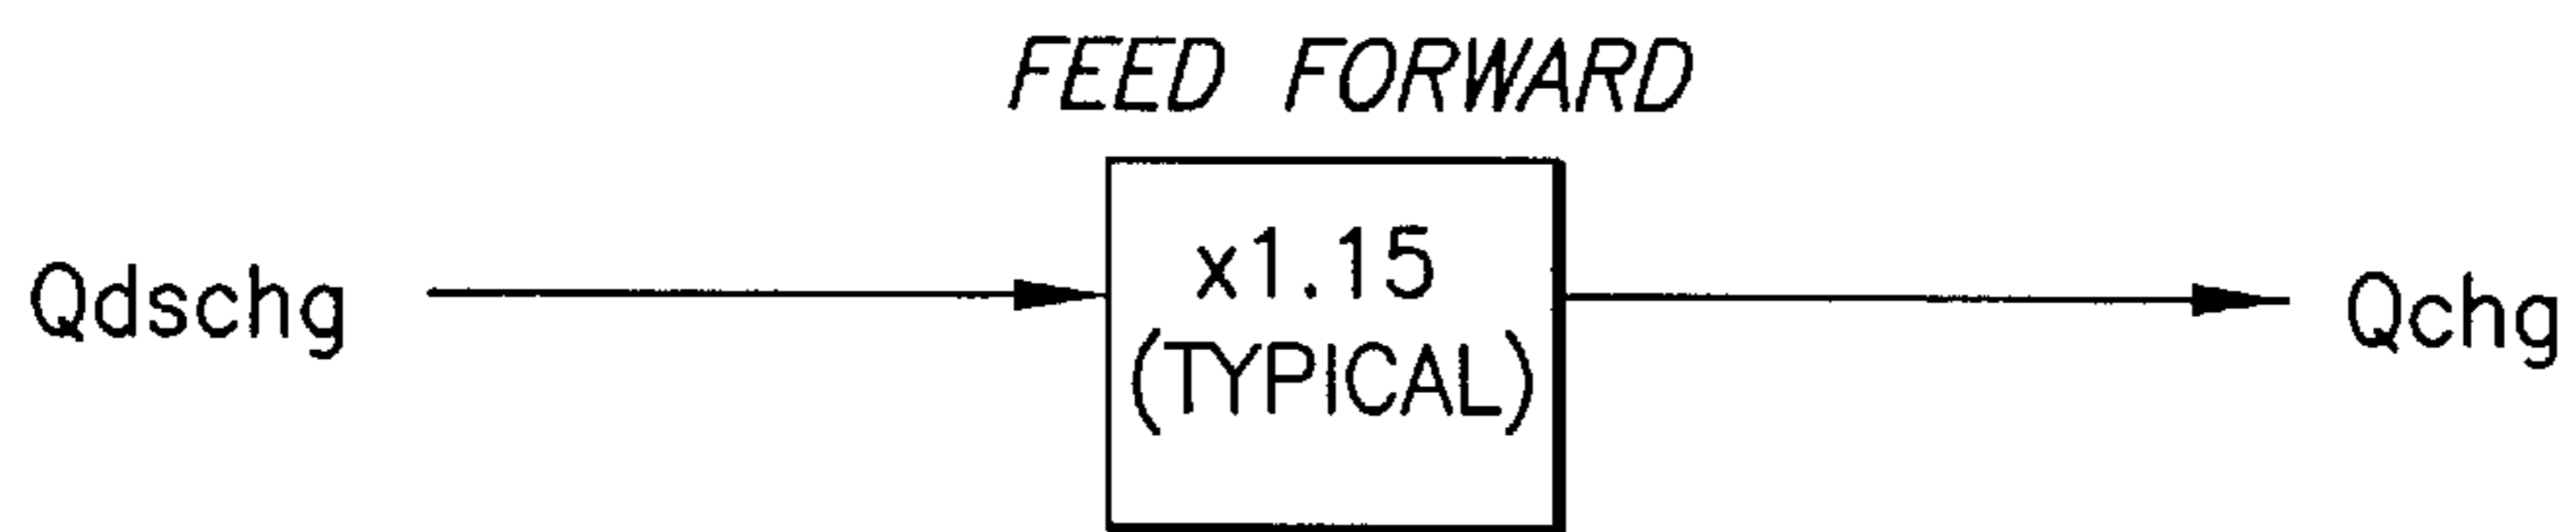 FEED FORWARD
Qdschg
x1.15
(TYPICAL)
Qchg